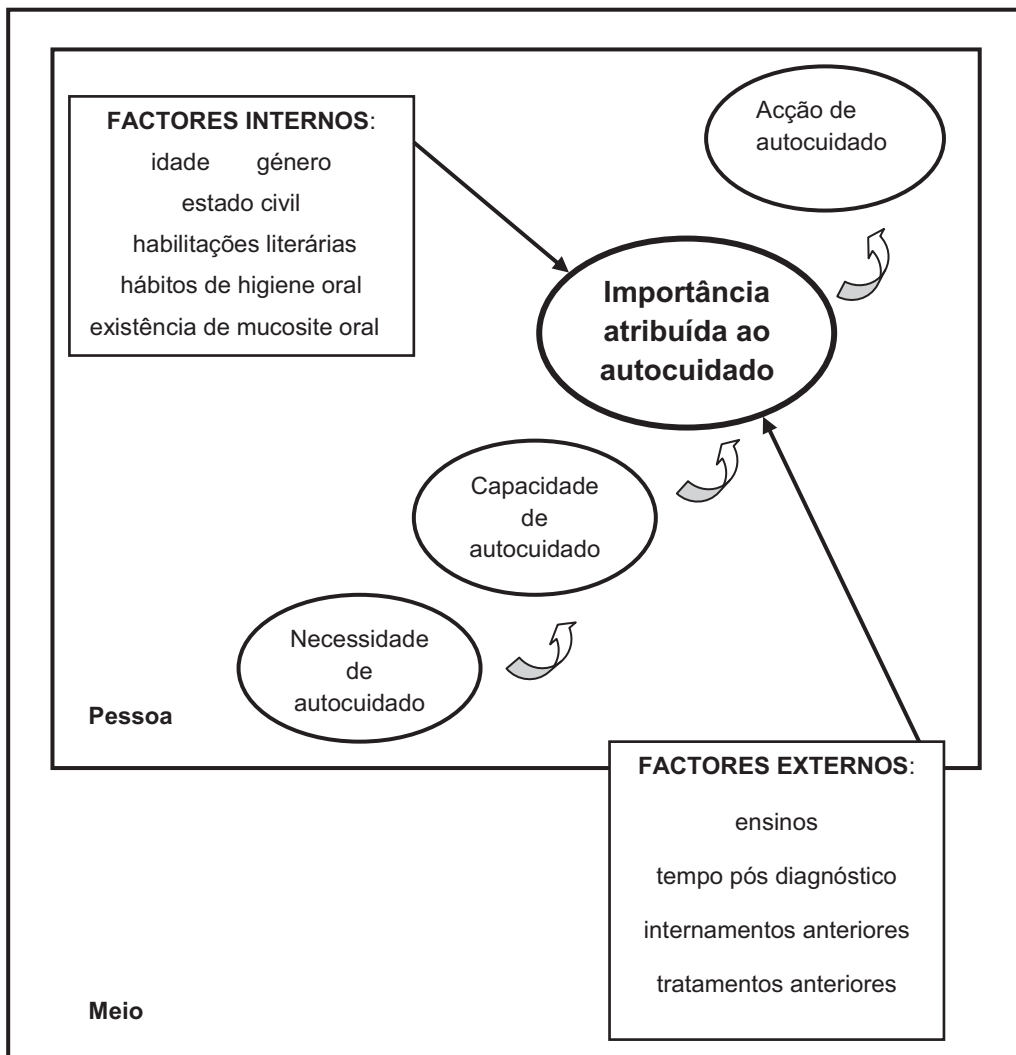 FACTORES INTERNOS:
idade género
estado civil
habilitações literárias
hábitos de higiene oral
existência de mucosite oral
Acção de
autocuidado
Importância
atribuída ao
autocuidado
Capacidade
de
autocuidado
Necessidade
de
autocuidado
Pessoa
FACTORES EXTERNOS:
ensinos
tempo pós diagnóstico
internamentos anteriores
tratamentos anteriores
Meio